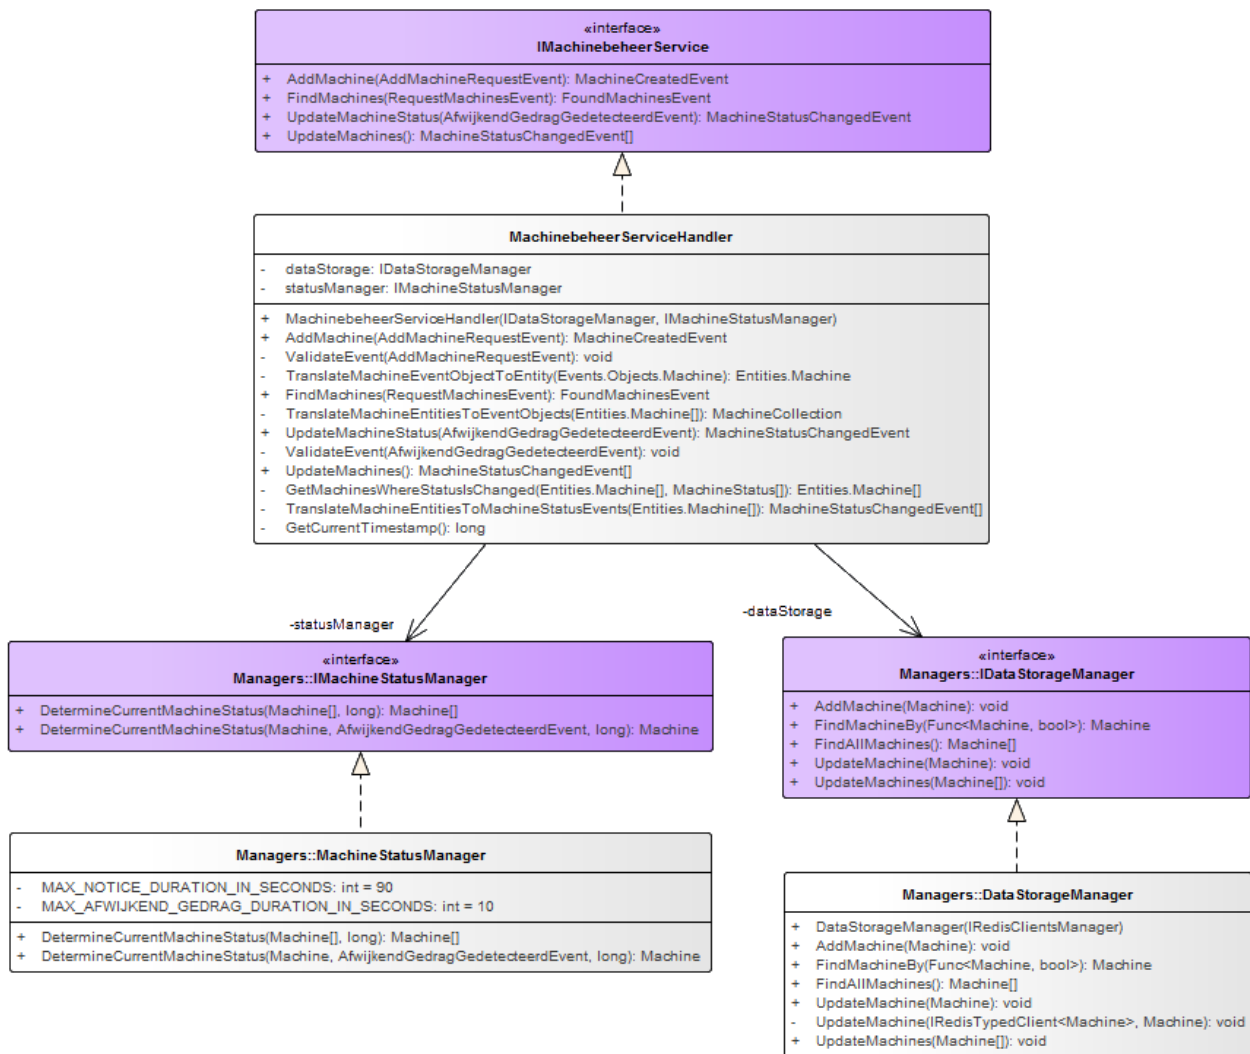 «interface»
IMachinebeheerService
+ AddMachine(AddMachineRequestEvent): MachineCreatedEvent
+ FindMachines(RequestMachinesEvent): FoundMachinesEvent
+ UpdateMachineStatus(AfwijkendGedragGedetecteerdEvent): MachineStatusChangedEvent
+ UpdateMachines(): MachineStatusChangedEvent[]
MachinebeheerServiceHandler
- dataStorage: IDataStorageManager
- statusManager: IMachineStatusManager
+ MachinebeheerServiceHandler(IDataStorageManager, IMachineStatusManager)
+ AddMachine(AddMachineRequestEvent): MachineCreatedEvent
- ValidateEvent(AddMachineRequestEvent): void
- TranslateMachineEventObjectToEntity(Events.Objects.Machine): Entities.Machine
+ FindMachines(RequestMachinesEvent): FoundMachinesEvent
- TranslateMachineEntitiesToEventObjects(Entities.Machine[]): MachineCollection
+ UpdateMachineStatus(AfwijkendGedragGedetecteerdEvent): MachineStatusChangedEvent
- ValidateEvent(AfwijkendGedragGedetecteerdEvent): void
+ UpdateMachines(): MachineStatusChangedEvent[]
- GetMachinesWhereStatusIsChanged(Entities.Machine[], MachineStatus[]): Entities.Machine[]
- TranslateMachineEntitiesToMachineStatusEvents(Entities.Machine[]): MachineStatusChangedEvent[]
- GetCurrentTimestamp(): long
-statusManager
-dataStorage
«interface»
Managers::IMachineStatusManager
+ DetermineCurrentMachineStatus(Machine[], long): Machine[]
+ DetermineCurrentMachineStatus(Machine, AfwijkendGedragGedetecteerdEvent, long): Machine
«interface»
Managers::IDataStorageManager
+ AddMachine(Machine): void
+ FindMachineBy(Func<Machine, bool>): Machine
+ FindAllMachines(): Machine[]
+ UpdateMachine(Machine): void
+ UpdateMachines(Machine[]): void
Managers::MachineStatusManager
- MAX_NOTICE_DURATION_IN_SECONDS: int = 90
- MAX_AFWIJKEND_GEDRAG_DURATION_IN_SECONDS: int = 10
+ DetermineCurrentMachineStatus(Machine[], long): Machine[]
+ DetermineCurrentMachineStatus(Machine, AfwijkendGedragGedetecteerdEvent, long): Machine
Managers::DataStorageManager
+ DataStorageManager(IRedisClientsManager)
+ AddMachine(Machine): void
+ FindMachineBy(Func<Machine, bool>): Machine
+ FindAllMachines(): Machine[]
+ UpdateMachine(Machine): void
- UpdateMachine(IRedisTypedClient<Machine>, Machine): void
+ UpdateMachines(Machine[]): void